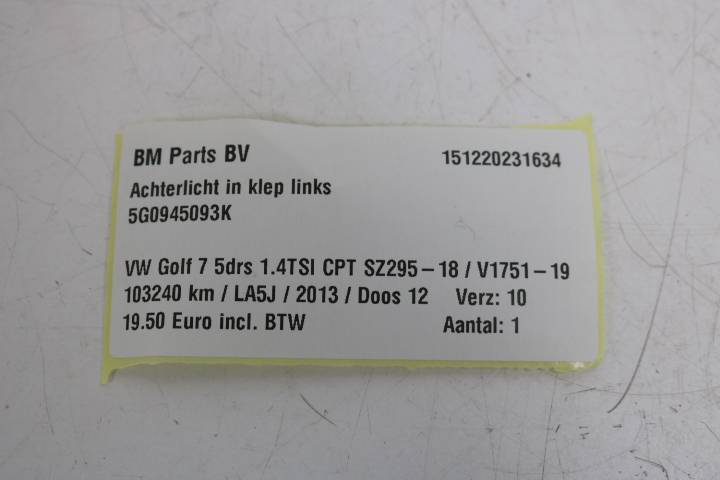 BM Parts BV 151220231634
Achterlicht in klep links
5G0945093K
VW Golf 7 5drs 1.4TSI CPT SZ295-18 / V1751-19
103240 km / LA5J / 2013 / Doos 12 Verz: 10
19.50 Euro incl. BTW Aantal: 1